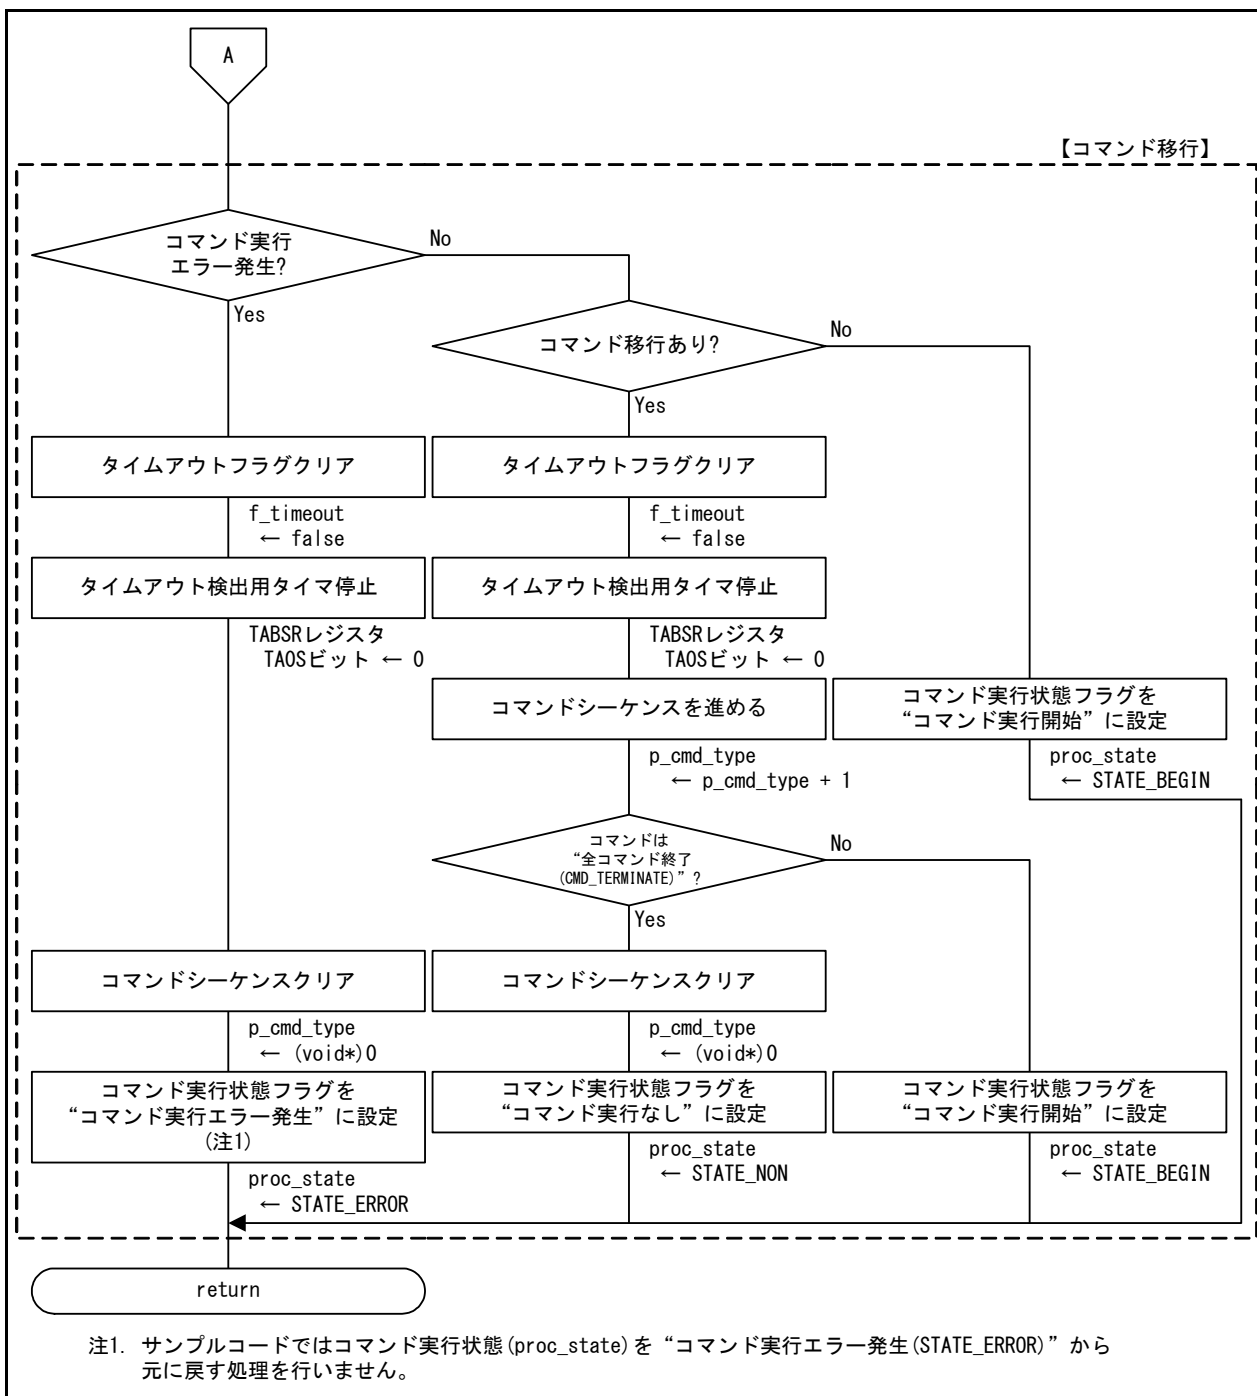 A
【コマンド移行】
コマンド実行
エラー発生?
No
Yes
コマンド移行あり?
No
Yes
タイムアウトフラグクリア
タイムアウトフラグクリア
f_timeout
← false
f_timeout
← false
タイムアウト検出用タイマ停止
タイムアウト検出用タイマ停止
TABSRレジスタ
TA0Sビット ← 0
TABSRレジスタ
TA0Sビット ← 0
コマンドシーケンスを進める
コマンド実行状態フラグを
“コマンド実行開始”に設定
p_cmd_type
← p_cmd_type + 1
proc_state
← STATE_BEGIN
コマンドは
“全コマンド終了
(CMD_TERMINATE)”?
No
Yes
コマンドシーケンスクリア
コマンドシーケンスクリア
p_cmd_type
← (void*)0
p_cmd_type
← (void*)0
コマンド実行状態フラグを
“コマンド実行エラー発生”に設定
(注1)
コマンド実行状態フラグを
“コマンド実行なし”に設定
コマンド実行状態フラグを
“コマンド実行開始”に設定
proc_state
← STATE_ERROR
proc_state
← STATE_NON
proc_state
← STATE_BEGIN
return
注1. サンプルコードではコマンド実行状態(proc_state)を“コマンド実行エラー発生(STATE_ERROR)”から
元に戻す処理を行いません。